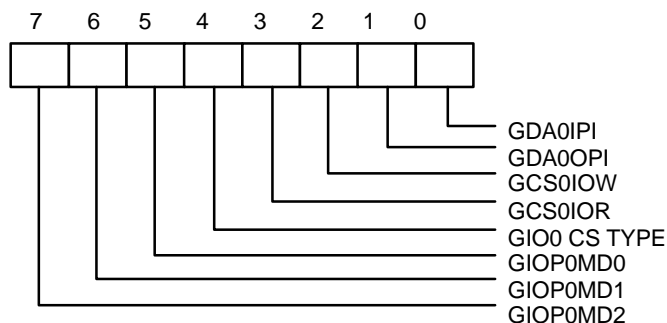 7 6 5 4 3 2 1 0
GDA0IPI
GDA0OPI
GCS0IOW
GCS0IOR
GIO0 CS TYPE
GIOP0MD0
GIOP0MD1
GIOP0MD2